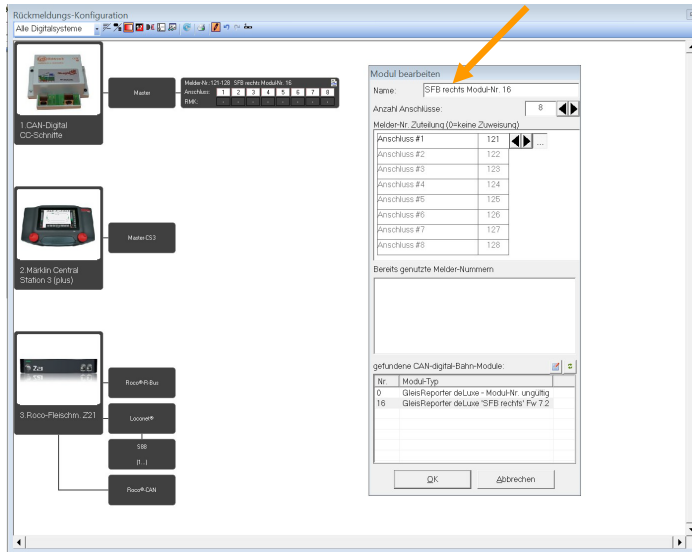 Rückmeldungs-Konfiguration
Alle Digitalsysteme
Master
Melder-Nr.:121-128 SFB rechts Modul-Nr. 16
Anschluss: 1 2 3 4 5 6 7 8
RMK: - - - - - - - -
1.CAN-Digital
CC-Schnitte
Master-CS3
2.Märklin Central
Station 3 (plus)
Z21
Roco®-R-Bus
3.Roco-Fleischm. Z21
Loconet®
S88
(1...)
Roco®-CAN
Modul bearbeiten
Name: SFB rechts Modul-Nr. 16
Anzahl Anschlüsse: 8
Melder-Nr. Zuteilung (0=keine Zuweisung)
Anschluss #1 121 ...
Anschluss #2 122
Anschluss #3 123
Anschluss #4 124
Anschluss #5 125
Anschluss #6 126
Anschluss #7 127
Anschluss #8 128
Bereits genutzte Melder-Nummern
gefundene CAN-digital-Bahn-Module:
Nr. Modul-Typ
0 GleisReporter deLuxe - Modul-Nr. ungültig
16 GleisReporter deLuxe 'SFB rechts' Fw 7.2
OK Abbrechen